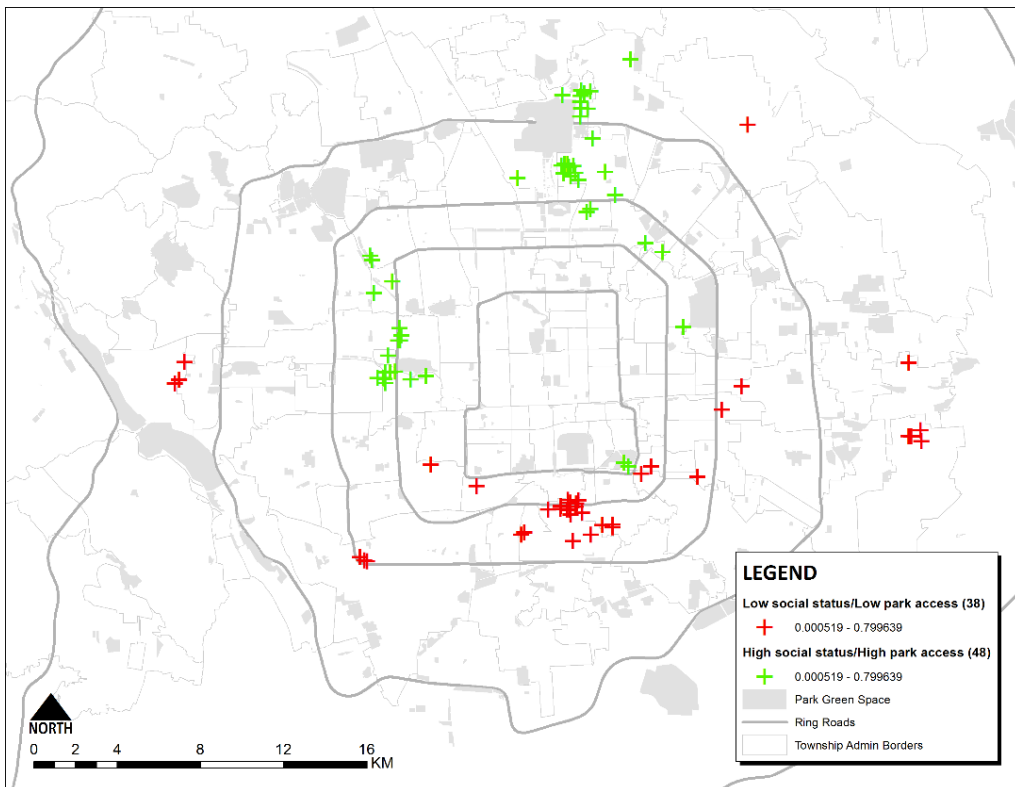 LEGEND
Low social status/Low park access (38)
0.000519 - 0.799639
High social status/High park access (48)
0.000519 - 0.799639
Park Green Space
Ring Roads
Township Admin Borders
NORTH
0 2 4 8 12 16
KM